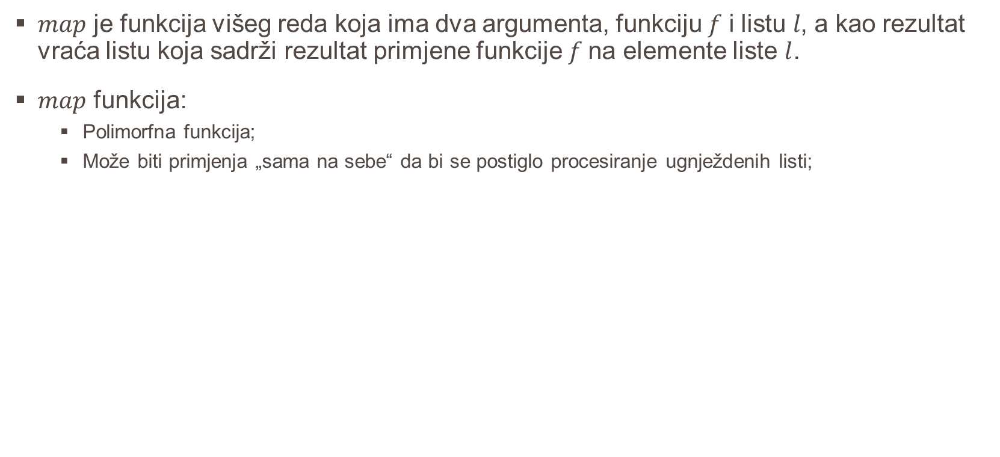 ▪ map je funkcija višeg reda koja ima dva argumenta, funkciju f i listu l, a kao rezultat
vraća listu koja sadrži rezultat primjene funkcije f na elemente liste l.
▪ map funkcija:
▪ Polimorfna funkcija;
▪ Može biti primjenja „sama na sebe“ da bi se postiglo procesiranje ugnježdenih listi;